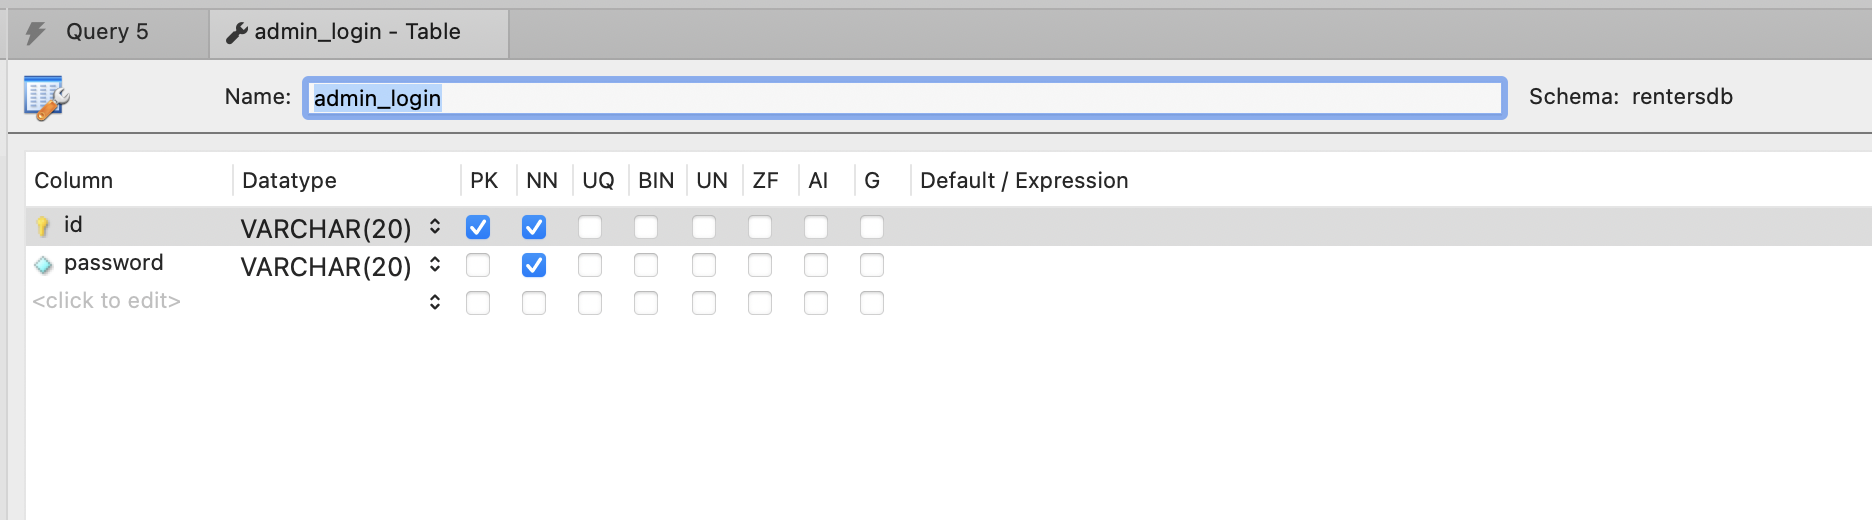 Query 5 admin_login - Table
Name: admin_login Schema: rentersdb
Column Datatype PK NN UQ BIN UN ZF AI G Default / Expression
id VARCHAR(20)
password VARCHAR(20)
<click to edit>